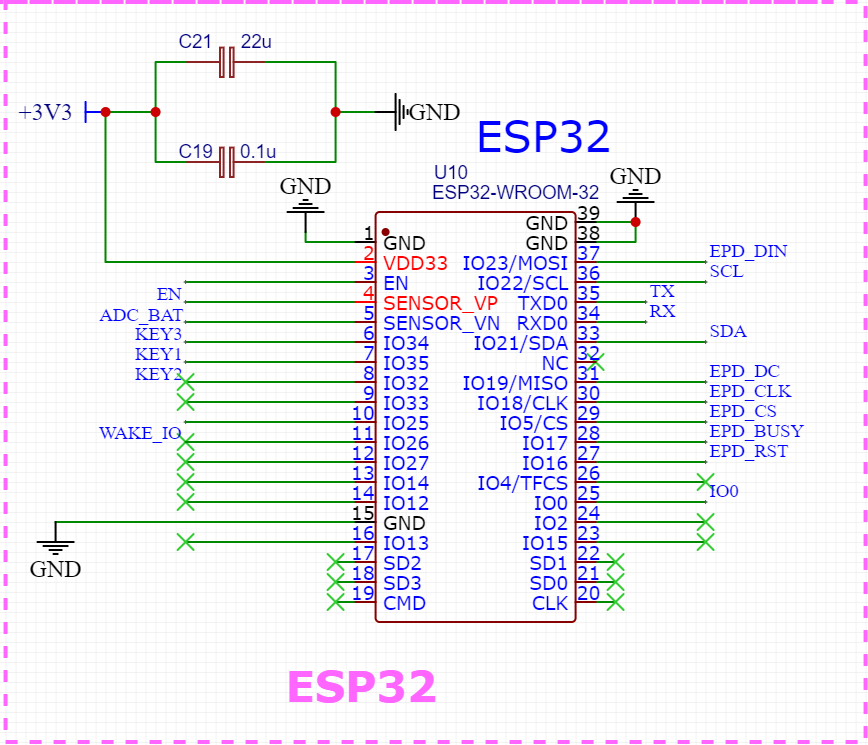 C21 22u
+3V3
GND
C19 0.1u
ESP32
U10
ESP32-WROOM-32
GND
GND
1 GND
2 VDD33
3 EN
4 SENSOR_VP
5 SENSOR_VN
6 IO34
7 IO35
8 IO32
9 IO33
10 IO25
11 IO26
12 IO27
13 IO14
14 IO12
15 GND
16 IO13
17 SD2
18 SD3
19 CMD
EN
ADC_BAT
KEY3
KEY1
KEY2
WAKE_IO
GND
GND 39
GND 38
IO23/MOSI 37
IO22/SCL 36
TXD0 35
RXD0 34
IO21/SDA 33
NC 32
IO19/MISO 31
IO18/CLK 30
IO5/CS 29
IO17 28
IO16 27
IO4/TFCS 26
IO0 25
IO2 24
IO15 23
SD1 22
SD0 21
CLK 20
EPD_DIN
SCL
TX
RX
SDA
EPD_DC
EPD_CLK
EPD_CS
EPD_BUSY
EPD_RST
IO0
ESP32